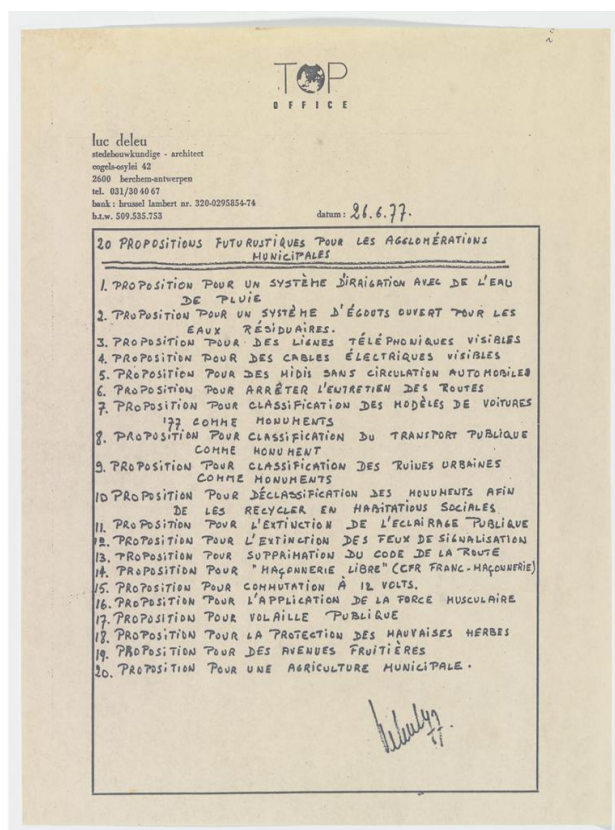 TOP
OFFICE
luc deleu
stedebouwkundige - architect
cogels-osylei 42
2600 berchem-antwerpen
tel. 031/30 40 67
bank : brussel lambert nr. 320-0295854-74
b.t.w. 509.535.753
datum : 26.6.77.
20 PROPOSITIONS FUTURUSTIQUES POUR LES AGGLOMÉRATIONS
MUNICIPALES
1. PROPOSITION POUR UN SYSTÈME D'IRRIGATION AVEC DE L'EAU
DE PLUIE
2. PROPOSITION POUR UN SYSTÈME D'ÉGOUTS OUVERT POUR LES
EAUX RÉSIDUAIRES.
3. PROPOSITION POUR DES LIGNES TÉLÉPHONIQUES VISIBLES
4. PROPOSITION POUR DES CABLES ÉLECTRIQUES VISIBLES
5. PROPOSITION POUR DES MIDIS SANS CIRCULATION AUTOMOBILES
6. PROPOSITION POUR ARRÊTER L'ENTRETIEN DES ROUTES
7. PROPOSITION POUR CLASSIFICATION DES MODÈLES DE VOITURES
'77 COMME MONUMENTS
8. PROPOSITION POUR CLASSIFICATION DU TRANSPORT PUBLIQUE
COMME MONUMENT
9. PROPOSITION POUR CLASSIFICATION DES RUINES URBAINES
COMME MONUMENTS
10 PROPOSITION POUR DÉCLASSIFICATION DES MONUMENTS AFIN
DE LES RECYCLER EN HABITATIONS SOCIALES
11. PROPOSITION POUR L'EXTINCTION DE L'ECLAIRAGE PUBLIQUE
12. PROPOSITION POUR L'EXTINCTION DES FEUX DE SIGNALISATION
13. PROPOSITION POUR SUPPRIMATION DU CODE DE LA ROUTE
14. PROPOSITION POUR "MAÇONNERIE LIBRE" (CFR FRANC-MAÇONNERIE)
15. PROPOSITION POUR COMMUTATION À 12 VOLTS.
16. PROPOSITION POUR L'APPLICATION DE LA FORCE MUSCULAIRE
17. PROPOSITION POUR VOLAILLE PUBLIQUE
18. PROPOSITION POUR LA PROTECTION DES MAUVAISES HERBES
19. PROPOSITION POUR DES AVENUES FRUITIÈRES
20. PROPOSITION POUR UNE AGRICULTURE MUNICIPALE.